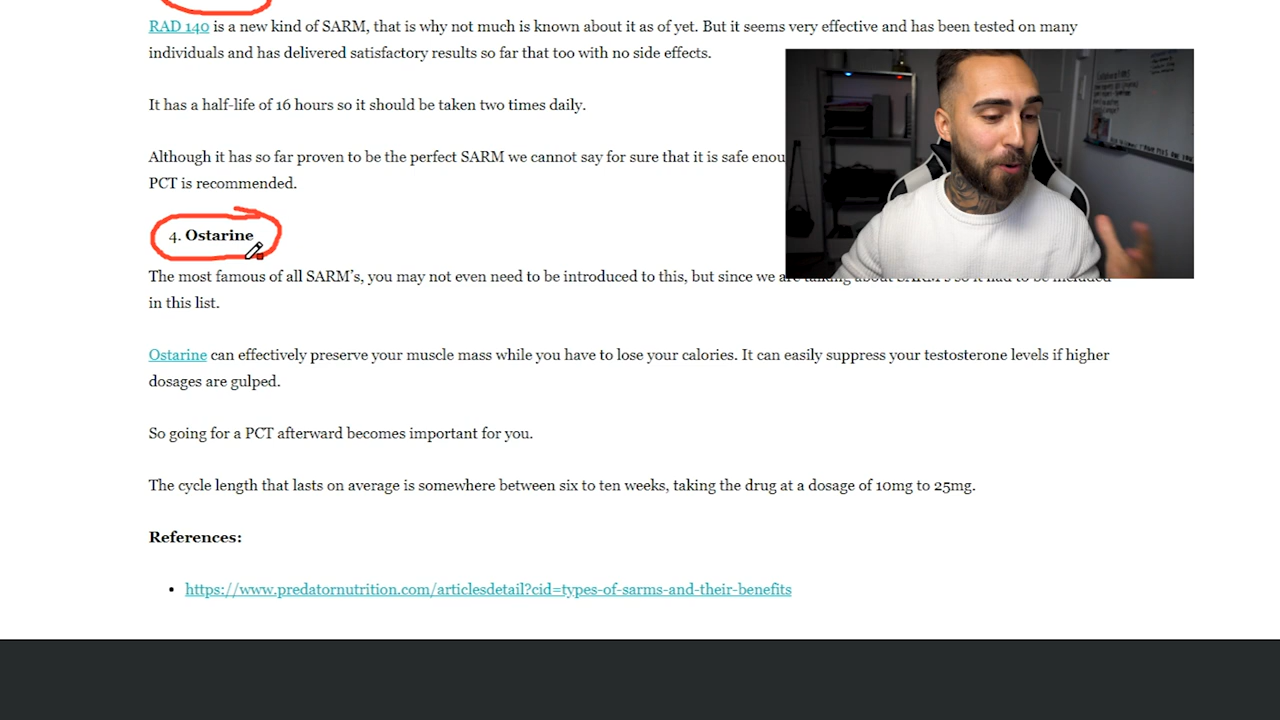 RAD 140 is a new kind of SARM, that is why not much is known about it as of yet. But it seems very effective and has been tested on many
individuals and has delivered satisfactory results so far that too with no side effects.
It has a half-life of 16 hours so it should be taken two times daily.
Although it has so far proven to be the perfect SARM we cannot say for sure that it is safe enou
PCT is recommended.
4. Ostarine
The most famous of all SARM's, you may not even need to be introduced to this, but since we are talking about SARM's so it had to be included
in this list.
Ostarine can effectively preserve your muscle mass while you have to lose your calories. It can easily suppress your testosterone levels if higher
dosages are gulped.
So going for a PCT afterward becomes important for you.
The cycle length that lasts on average is somewhere between six to ten weeks, taking the drug at a dosage of 10mg to 25mg.
References:
• https://www.predatornutrition.com/articlesdetail?cid=types-of-sarms-and-their-benefits